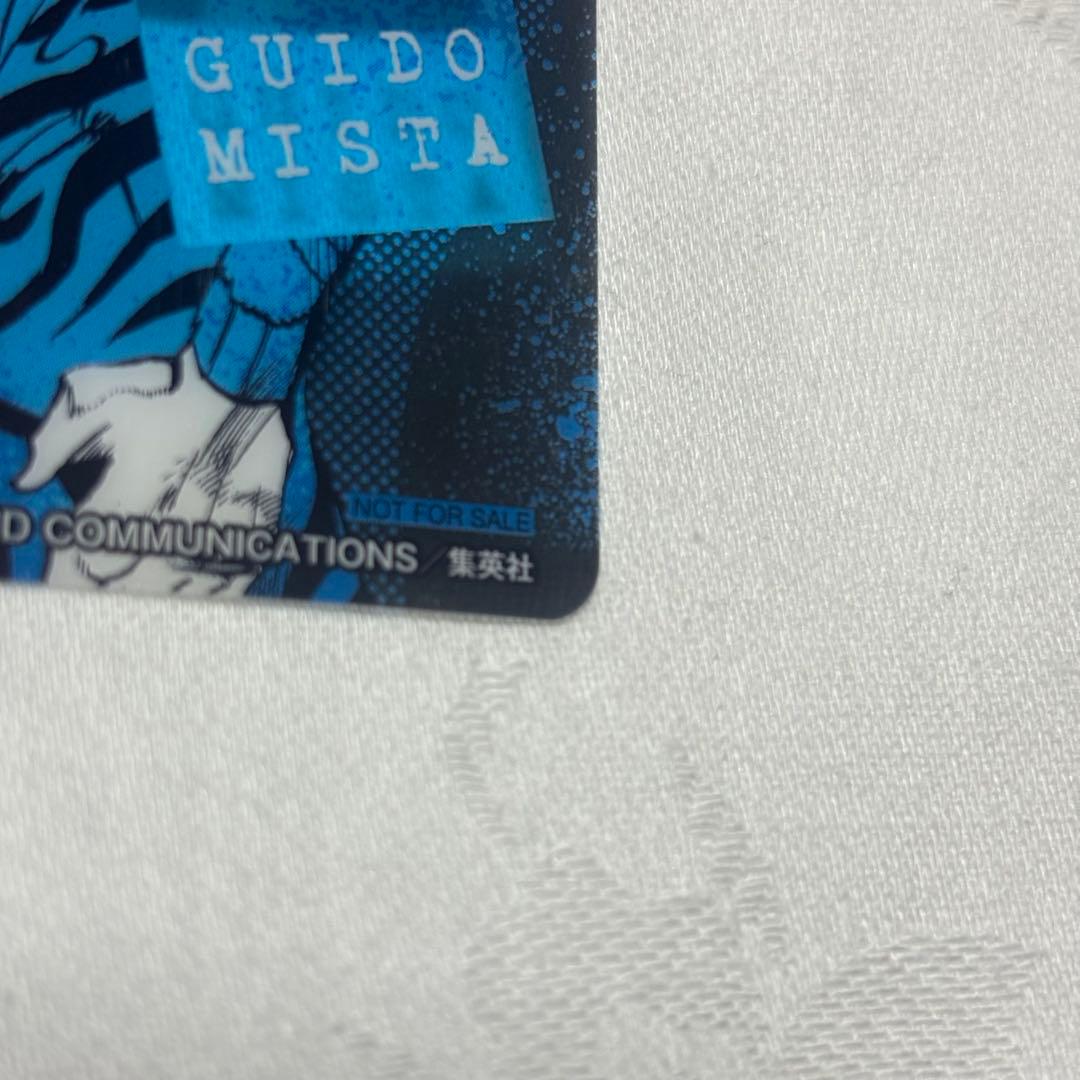 GUIDO
MISTA
NOT FOR SALE
D COMMUNICATIONS／集英社